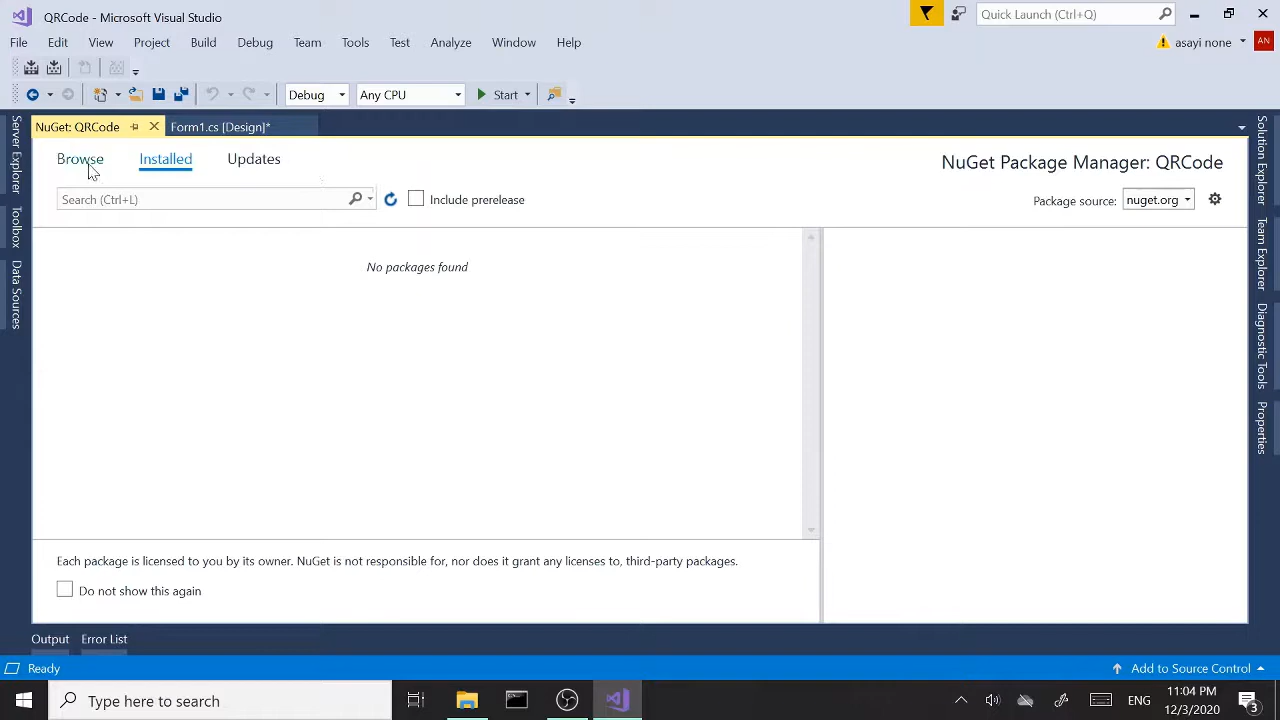 QRCode - Microsoft Visual Studio
Quick Launch (Ctrl+Q)
File Edit View Project Build Debug Team Tools Test Analyze Window Help
asayi none
AN
Debug Any CPU Start
NuGet: QRCode
Form1.cs [Design]*
Server Explorer
Toolbox
Data Sources
Browse Installed Updates
NuGet Package Manager: QRCode
Search (Ctrl+L)
Include prerelease
Package source: nuget.org
No packages found
Each package is licensed to you by its owner. NuGet is not responsible for, nor does it grant any licenses to, third-party packages.
Do not show this again
Solution Explorer
Team Explorer
Diagnostic Tools
Properties
Output Error List
Ready
Add to Source Control
Type here to search
ENG
11:04 PM
12/3/2020
3